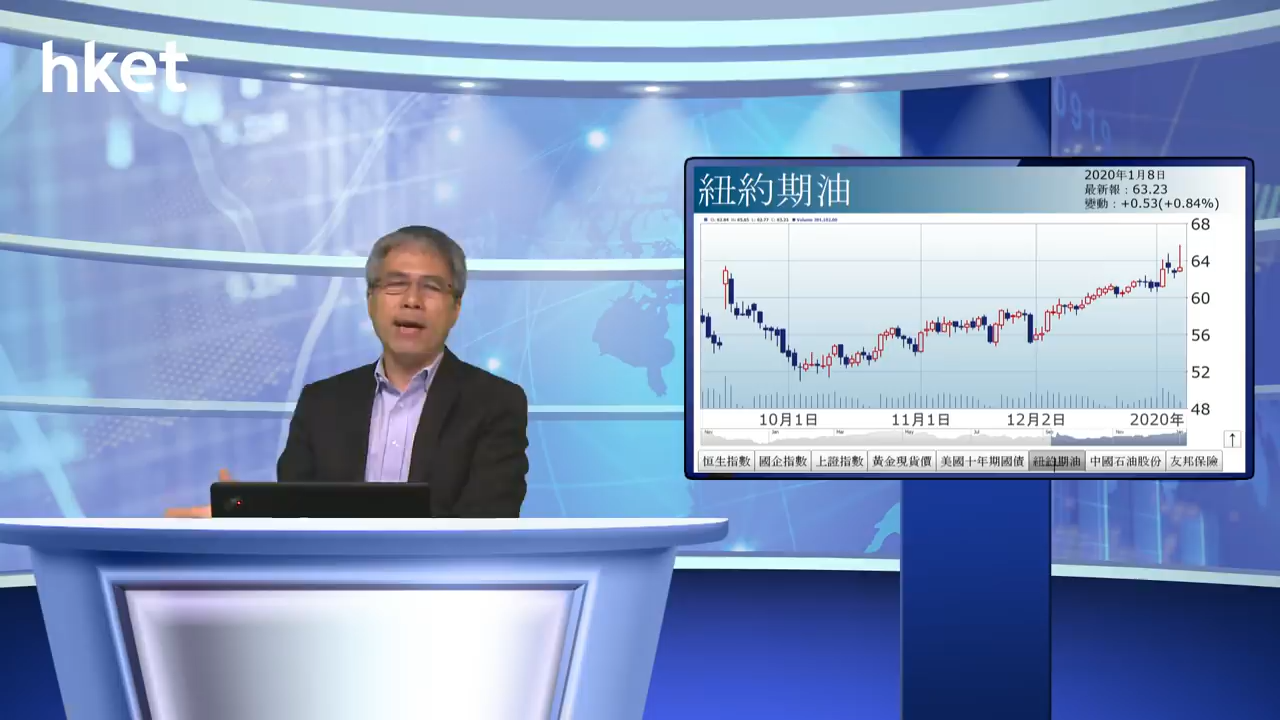 hket
紐約期油
2020年1月8日
最新報：63.23
變動：+0.53(+0.84%)
68
64
60
56
52
48
10月1日
11月1日
12月2日
2020年
恒生指數
國企指數
上證指數
黃金現貨價
美國十年期國債
紐約期油
中國石油股份
友邦保險